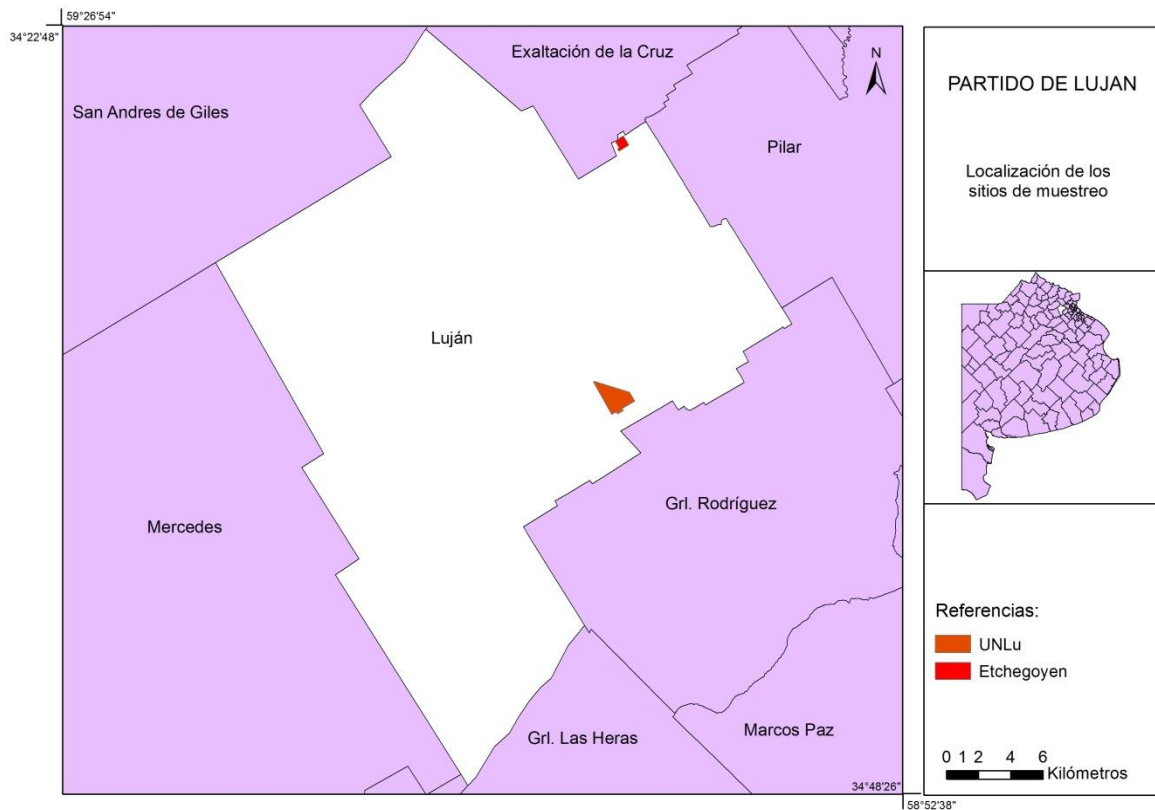 59°26'54"
34°22'48"
Exaltación de la Cruz
N
San Andres de Giles
Pilar
Luján
Mercedes
Grl. Rodríguez
Grl. Las Heras
Marcos Paz
34°48'26"
58°52'38"
PARTIDO DE LUJAN
Localización de los
sitios de muestreo
Referencias:
UNLu
Etchegoyen
0 1 2 4 6
Kilómetros